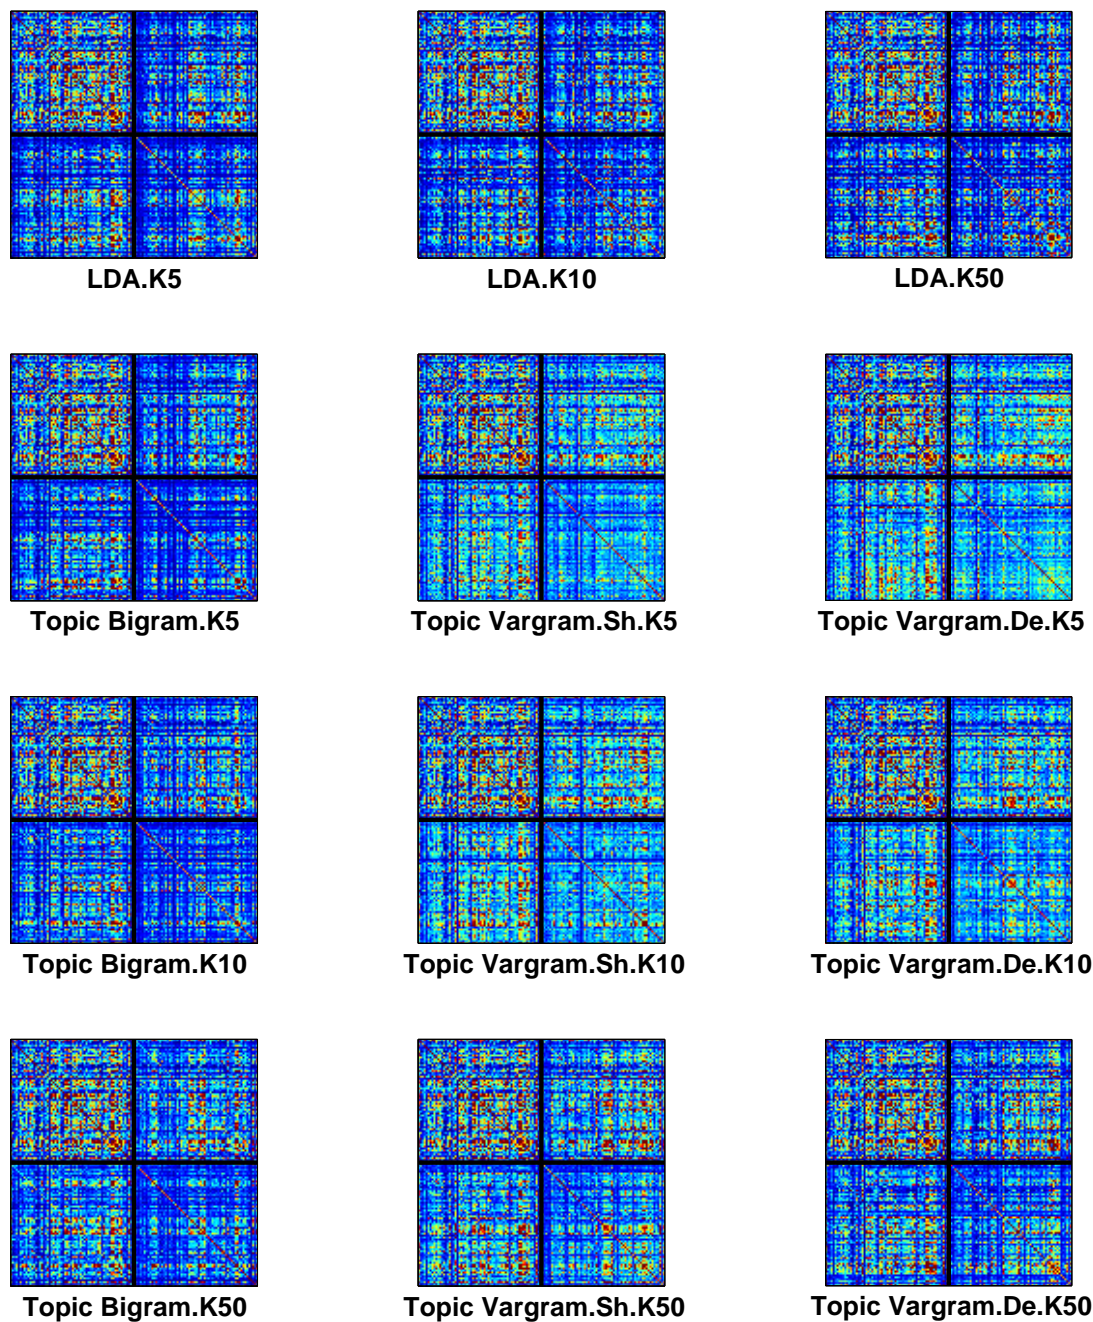 LDA.K5
LDA.K10
LDA.K50
Topic Bigram.K5
Topic Vargram.Sh.K5
Topic Vargram.De.K5
Topic Bigram.K10
Topic Vargram.Sh.K10
Topic Vargram.De.K10
Topic Bigram.K50
Topic Vargram.Sh.K50
Topic Vargram.De.K50